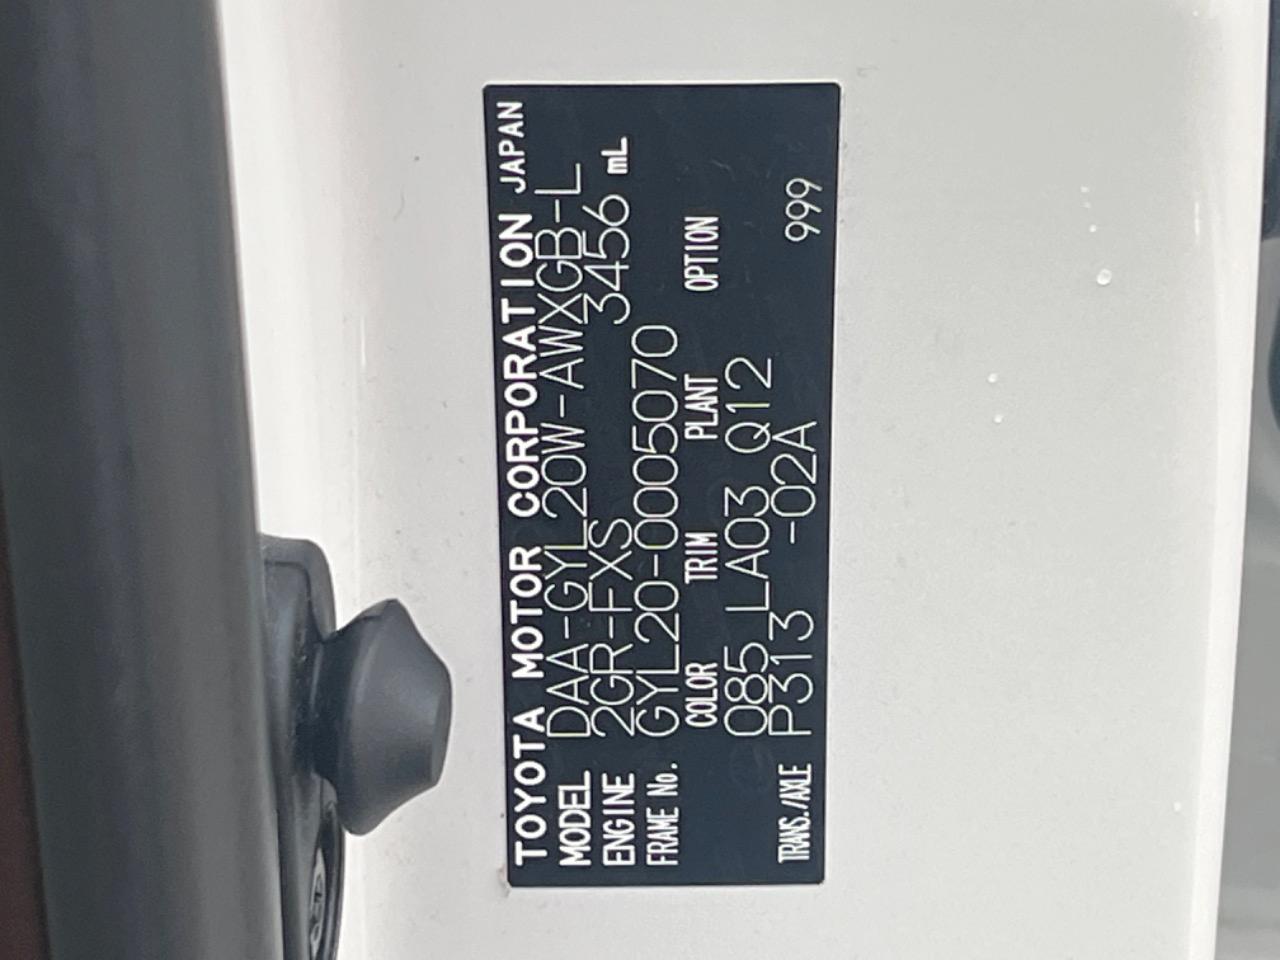 TOYOTA MOTOR CORPORATION JAPAN
MODEL DAA-GYL20W-AWXGB-L
ENGINE 2GR-FXS 3456 mL
FRAME No. GYL20-0005070
COLOR TRIM PLANT OPTION
085 LA03 Q12
TRANS./AXLE P313 -02A 999